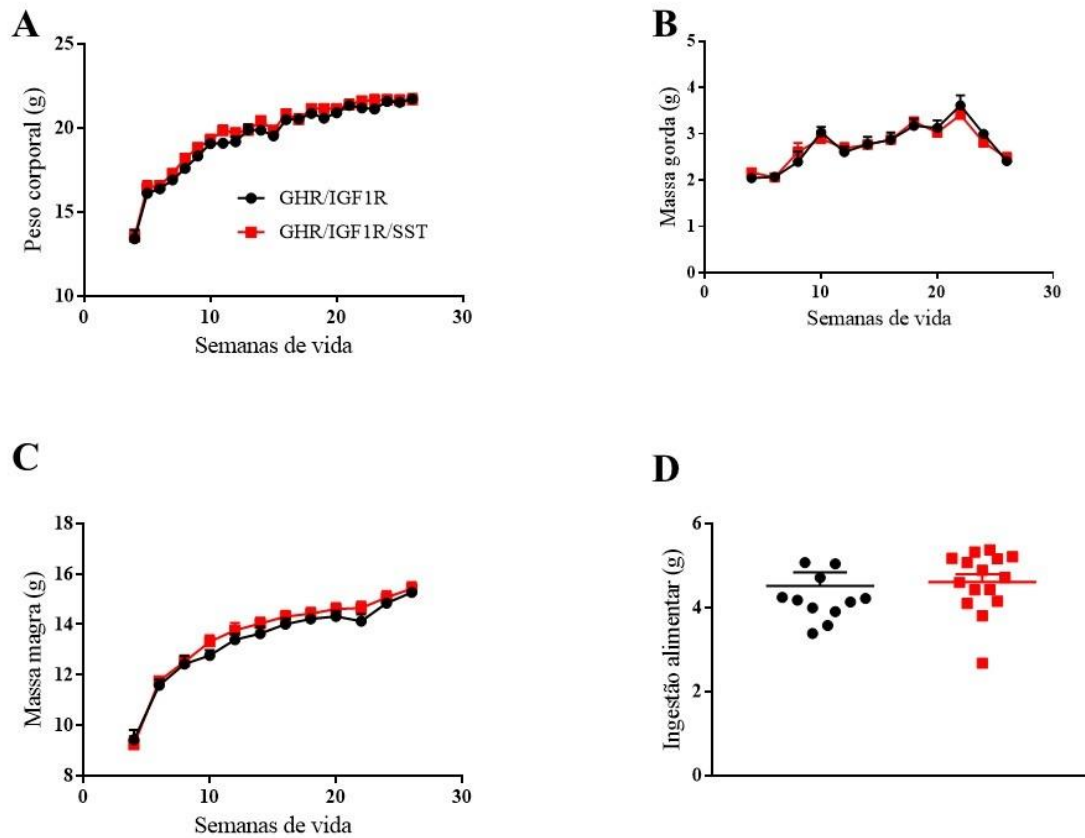 A
Peso corporal (g)
25
20
15
10
0
10
20
30
Semanas de vida
GHR/IGF1R
GHR/IGF1R/SST
B
Massa gorda (g)
5
4
3
2
1
0
0
10
20
30
Semanas de vida
C
Massa magra (g)
18
16
14
12
10
8
0
10
20
30
Semanas de vida
D
Ingestão alimentar (g)
6
4
2
0